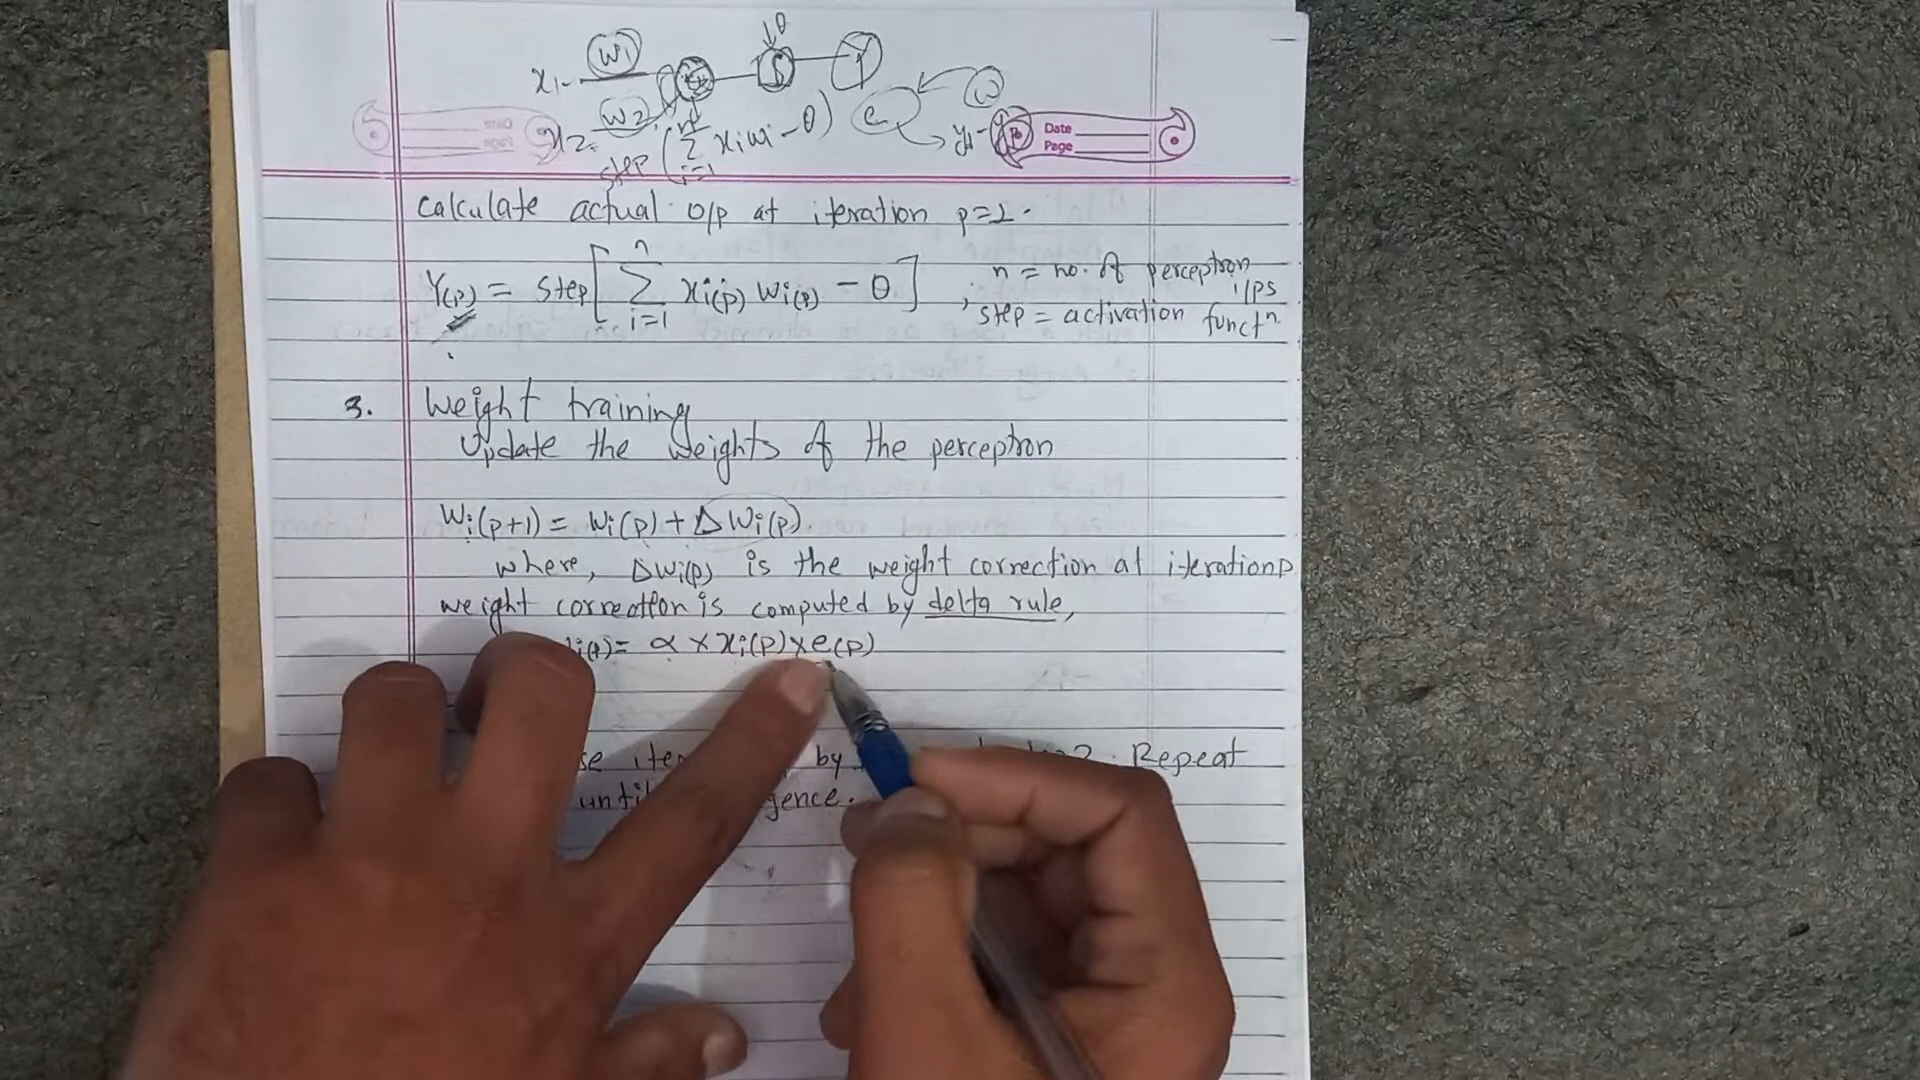 W1
θ
x1
S
Y
x2
W2
e
step ( Σ xiwi - θ )
n
i=1
Date
Page
calculate actual o/p at iteration p=1.
Y(p) = step[ Σ xi(p) wi(p) - θ ] , n = no. of perceptron i/ps
n
i=1
step = activation functn
3. Weight training
Update the weights of the perceptron
Wi(p+1) = Wi(p) + ΔWi(p).
where, Δwi(p) is the weight correction at iteration p
weight correction is computed by delta rule,
i(p) = α × xi(p) × e(p)
by Repeat
until